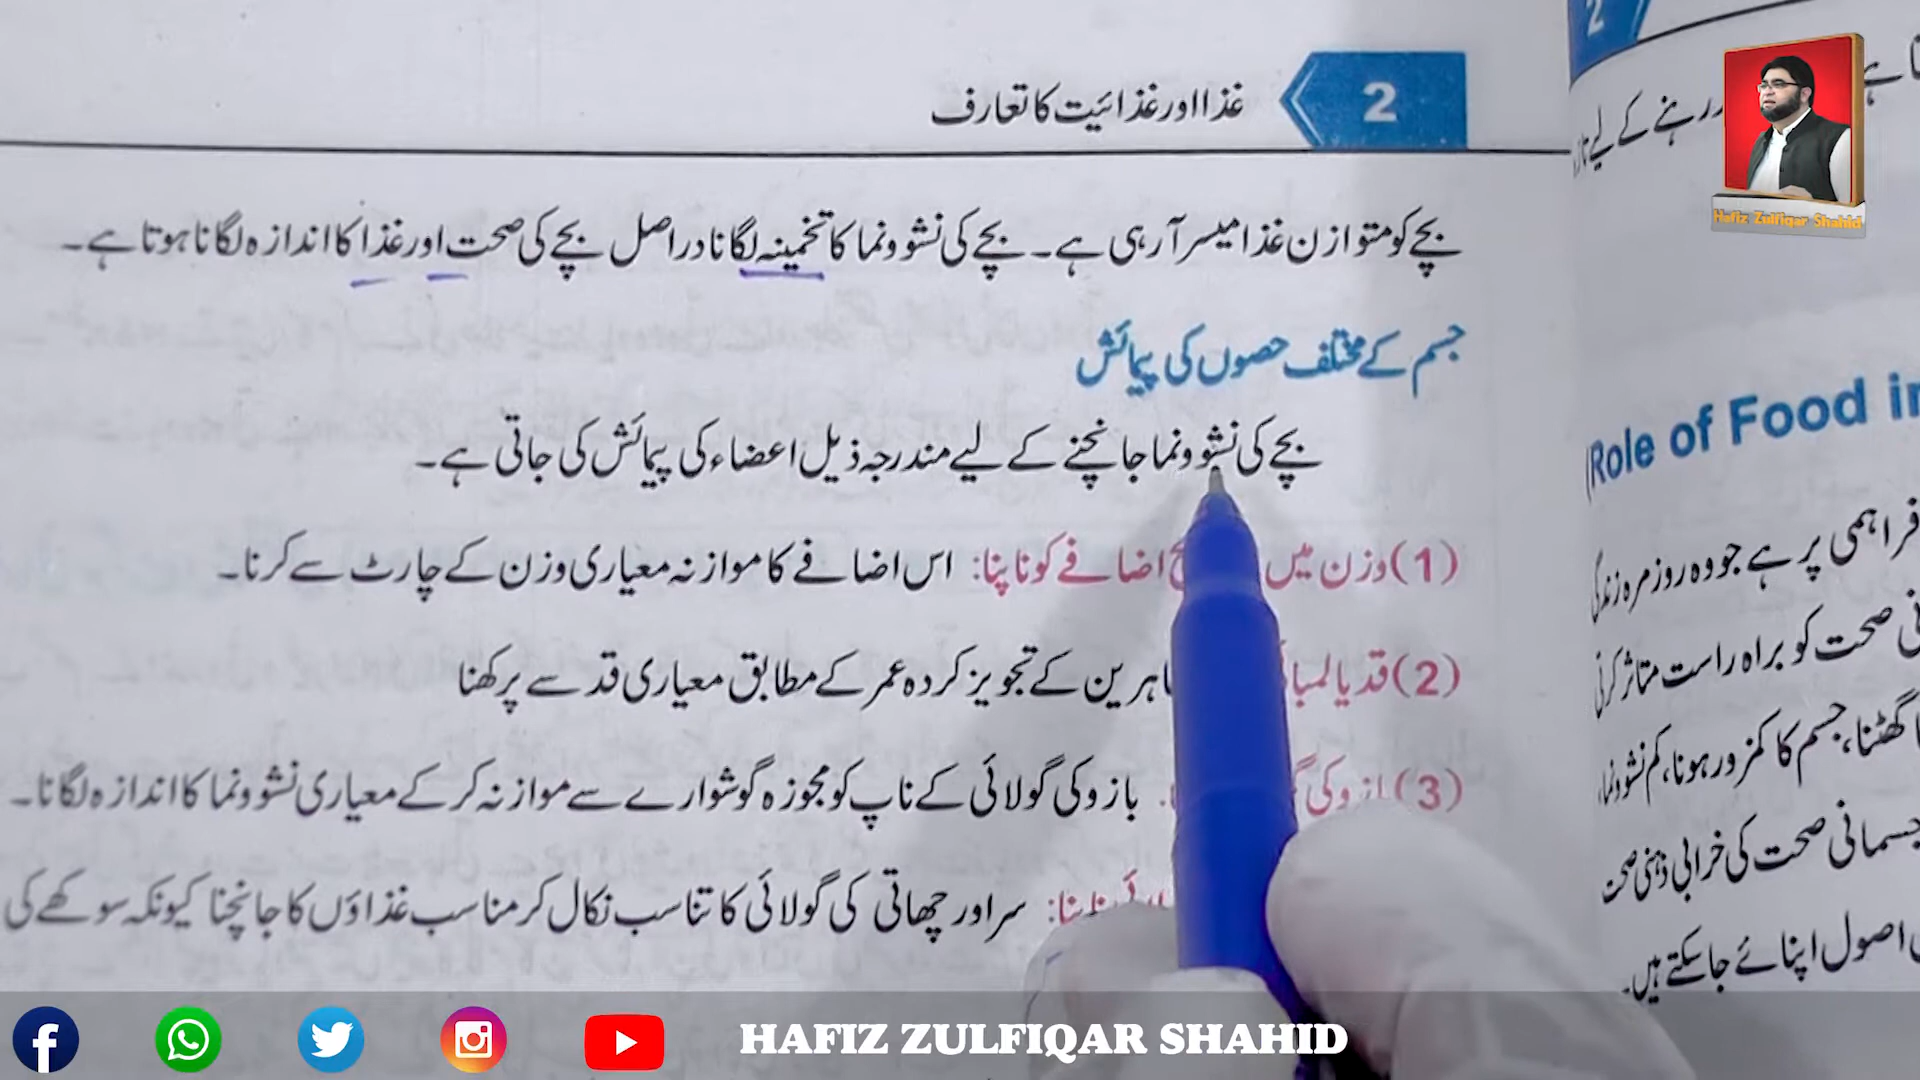 2
غذا اور غذائیت کا تعارف
بچے کو متوازن غذا میسر آ رہی ہے۔ بچے کی نشوونما کا تخمینہ لگانا دراصل بچے کی صحت اور غذا کا اندازہ لگانا ہوتا ہے۔
جسم کے مختلف حصوں کی پیمائش
بچے کی نشوونما جانچنے کے لیے مندرجہ ذیل اعضاء کی پیمائش کی جاتی ہے۔
(1) وزن میں اضافے کو ناپنا: اس اضافے کا موازنہ معیاری وزن کے چارٹ سے کرنا۔
(2) قد یا کے تجویز کردہ عمر کے مطابق معیاری قد سے پرکھنا
(3) کی بازو کی گولائی کے ناپ کو مجوزہ گوشوارے سے موازنہ کر کے معیاری نشوونما کا اندازہ لگانا۔
ناپنا: سر اور چھاتی کی گولائی کا تناسب نکال کر مناسب غذاؤں کا جانچنا کیونکہ سوکھے کی
2
رہنے کے لیے
(Role of Food in
فراہمی پر ہے جو وہ روزمرہ زندگی
صحت کو براہ راست متاثر کرتی
گھٹنا، جسم کا کمزور ہونا، کم نشوونما،
جسمانی صحت کی خرابی ذہنی صحت
اصول اپنائے جا سکتے ہیں۔
Hafiz Zulfiqar Shahid
HAFIZ ZULFIQAR SHAHID